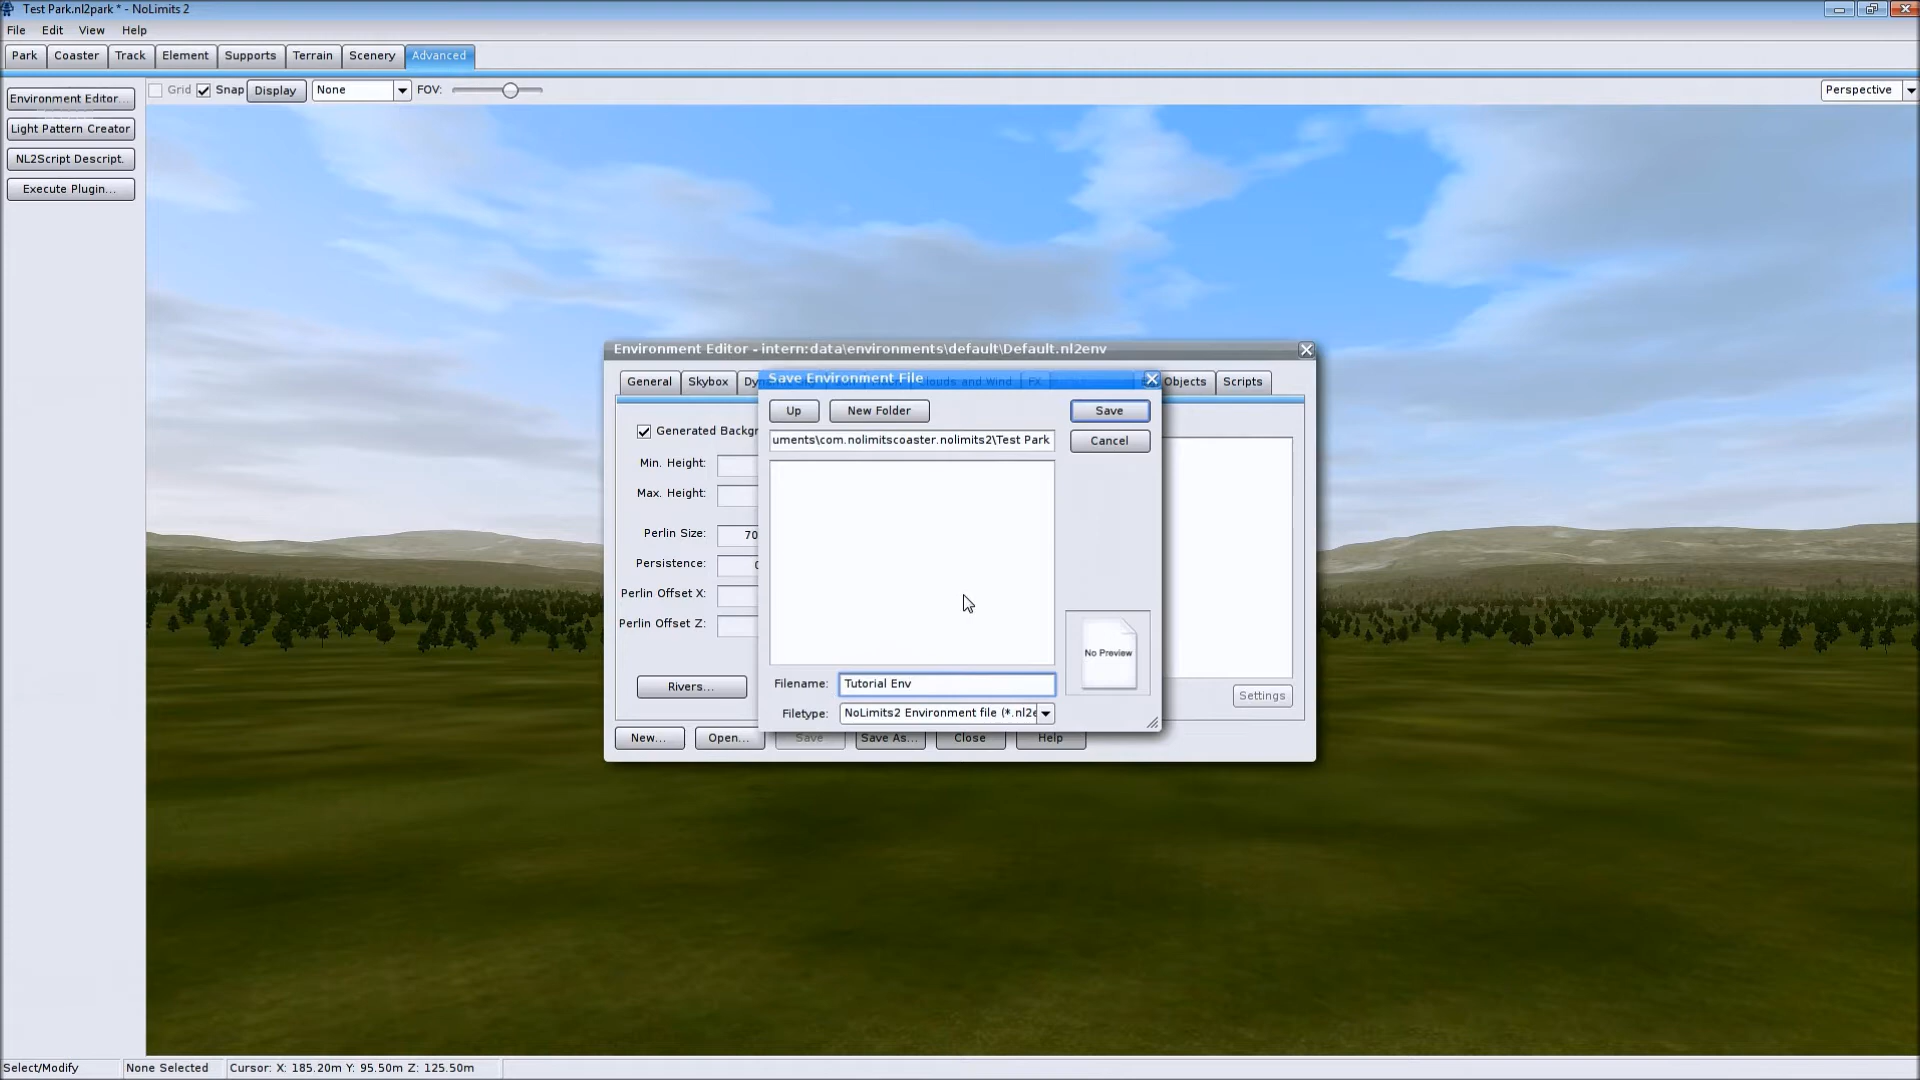 Test Park.nl2park * - NoLimits 2
File Edit View Help
Park Coaster Track Element Supports Terrain Scenery Advanced
Grid Snap Display None FOV: Perspective
Environment Editor...
Light Pattern Creator
NL2Script Descript.
Execute Plugin...
Environment Editor - intern:data\environments\default\Default.nl2env
General Skybox Clouds and Wind FX Objects Scripts
Save Environment File
Up New Folder Save
uments\com.nolimitscoaster.nolimits2\Test Park Cancel
Generated Backgr
Min. Height:
Max. Height:
Perlin Size: 70
Persistence: 0
Perlin Offset X:
Perlin Offset Z:
No Preview
Filename: Tutorial Env
Filetype: NoLimits2 Environment file (*.nl2e
Rivers... Settings
New... Open... Save Save As... Close Help
Select/Modify None Selected Cursor: X: 185.20m Y: 95.50m Z: 125.50m